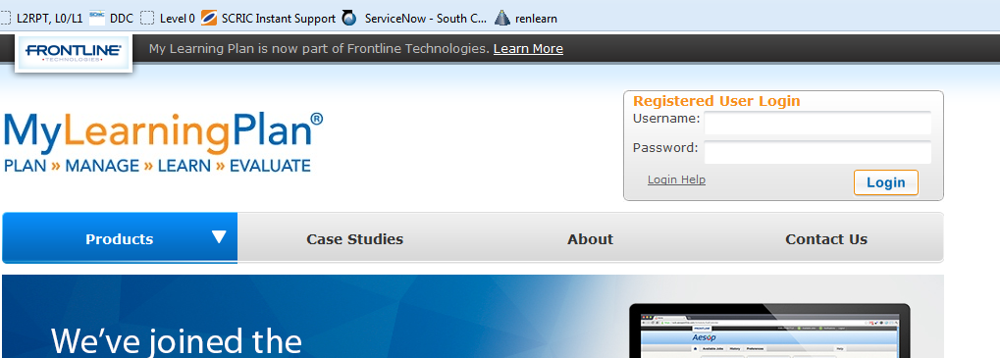 L2RPT, L0/L1 DDC Level 0 SCRIC Instant Support ServiceNow - South C... renlearn
FRONTLINE
TECHNOLOGIES
My Learning Plan is now part of Frontline Technologies. Learn More
MyLearningPlan®
PLAN » MANAGE » LEARN » EVALUATE
Registered User Login
Username:
Password:
Login Help
Login
Products
Case Studies
About
Contact Us
We've joined the
FRONTLINE
Aesop
Available Jobs History Preferences Help